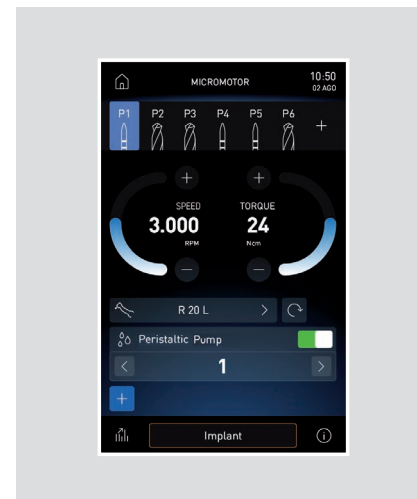 MICROMOTOR
10:50
02 AGO
P1 P2 P3 P4 P5 P6 +
+ +
SPEED TORQUE
3.000 24
RPM Ncm
- -
R 20 L >
Peristaltic Pump
< 1 >
+
Implant